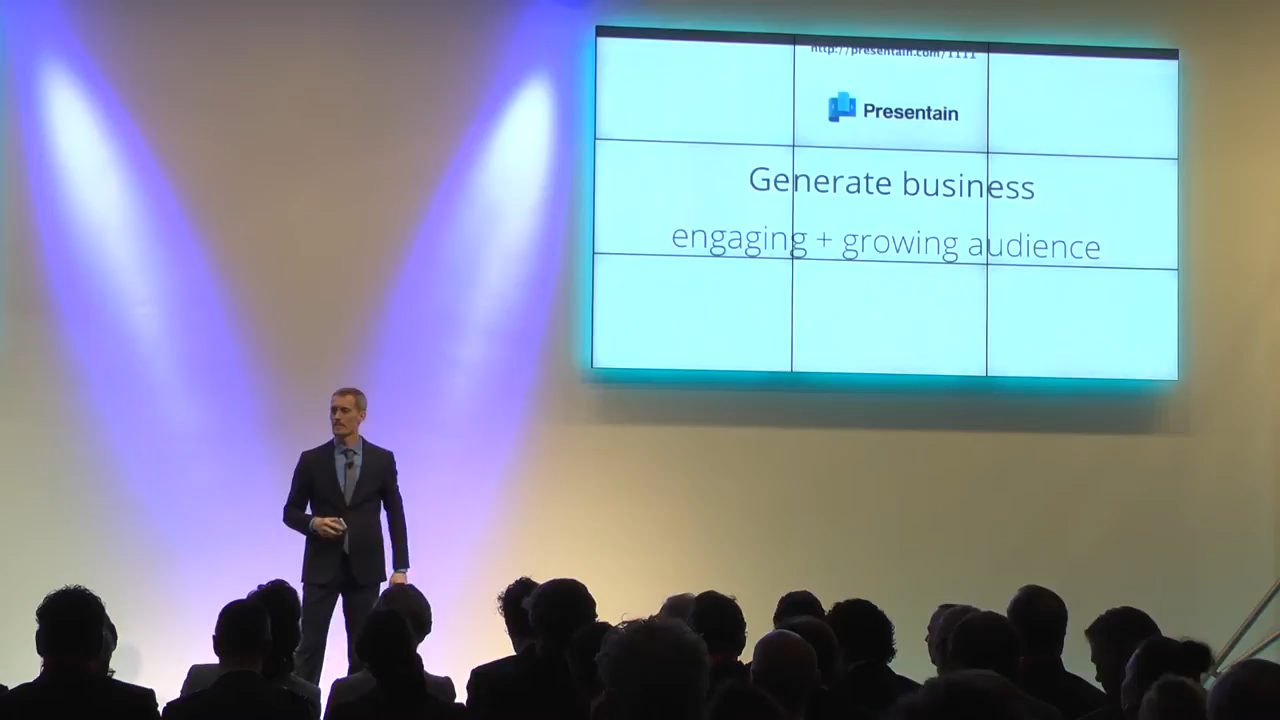 http://presentain.com/1111
Presentain
Generate business
engaging + growing audience